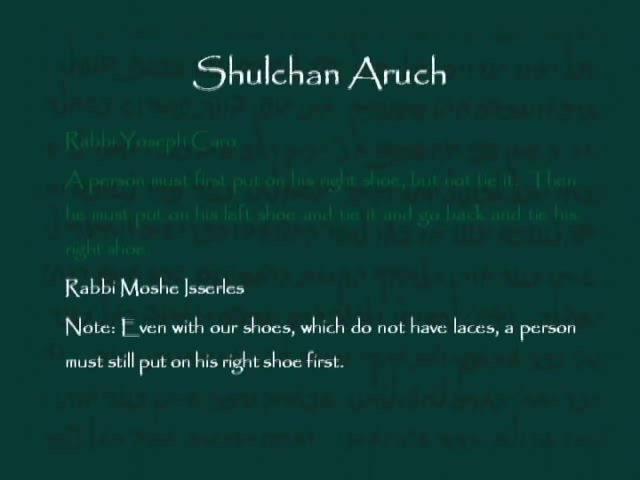 Shulchan Aruch
Rabbi Yoseph Caro
A person must first put on his right shoe, but not tie it. Then
he must put on his left shoe and tie it and go back and tie his
right shoe.
Rabbi Moshe Isserles
Note: Even with our shoes, which do not have laces, a person
must still put on his right shoe first.